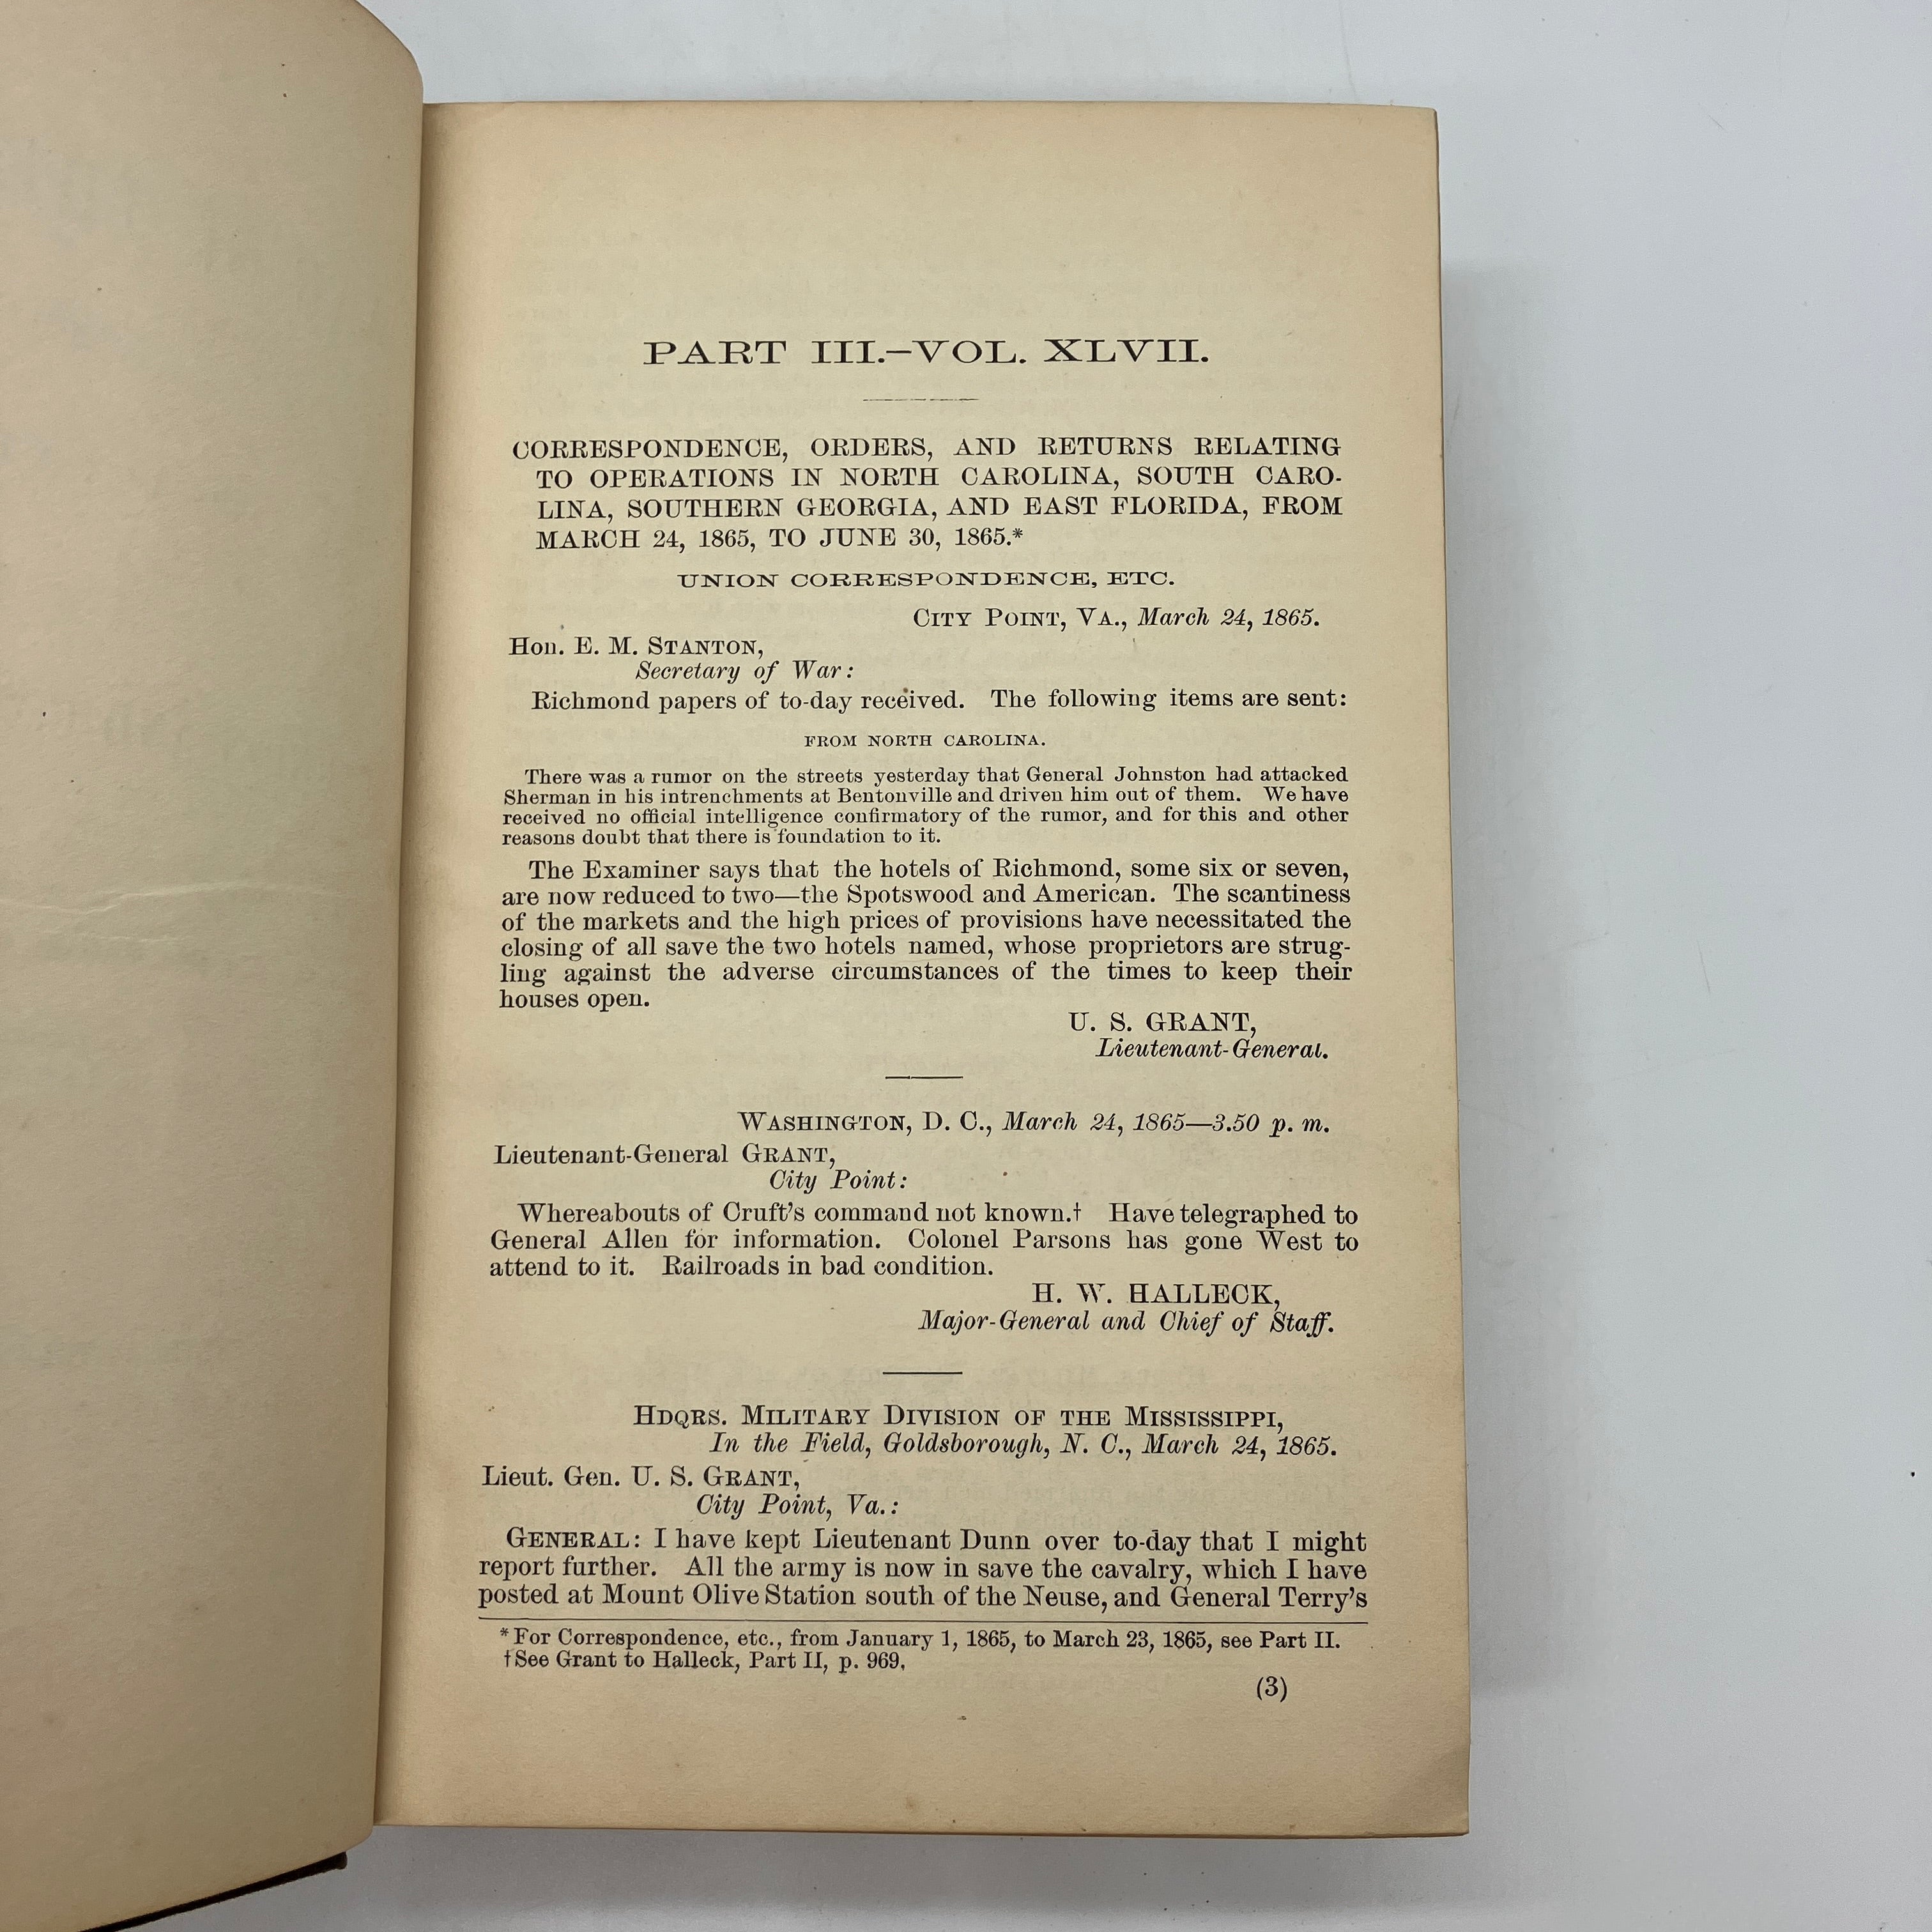 PART III.–VOL. XLVII.
CORRESPONDENCE, ORDERS, AND RETURNS RELATING
TO OPERATIONS IN NORTH CAROLINA, SOUTH CARO-
LINA, SOUTHERN GEORGIA, AND EAST FLORIDA, FROM
MARCH 24, 1865, TO JUNE 30, 1865.*
UNION CORRESPONDENCE, ETC.
CITY POINT, VA., March 24, 1865.
Hon. E. M. STANTON,
Secretary of War:
Richmond papers of to-day received. The following items are sent:
FROM NORTH CAROLINA.
There was a rumor on the streets yesterday that General Johnston had attacked
Sherman in his intrenchments at Bentonville and driven him out of them. We have
received no official intelligence confirmatory of the rumor, and for this and other
reasons doubt that there is foundation to it.
The Examiner says that the hotels of Richmond, some six or seven,
are now reduced to two—the Spotswood and American. The scantiness
of the markets and the high prices of provisions have necessitated the
closing of all save the two hotels named, whose proprietors are strug-
ling against the adverse circumstances of the times to keep their
houses open.
U. S. GRANT,
Lieutenant-General.
WASHINGTON, D. C., March 24, 1865—3.50 p. m.
Lieutenant-General GRANT,
City Point:
Whereabouts of Cruft's command not known.† Have telegraphed to
General Allen for information. Colonel Parsons has gone West to
attend to it. Railroads in bad condition.
H. W. HALLECK,
Major-General and Chief of Staff.
HDQRS. MILITARY DIVISION OF THE MISSISSIPPI,
In the Field, Goldsborough, N. C., March 24, 1865.
Lieut. Gen. U. S. GRANT,
City Point, Va.:
GENERAL: I have kept Lieutenant Dunn over to-day that I might
report further. All the army is now in save the cavalry, which I have
posted at Mount Olive Station south of the Neuse, and General Terry's
*For Correspondence, etc., from January 1, 1865, to March 23, 1865, see Part II.
†See Grant to Halleck, Part II, p. 969.
(3)